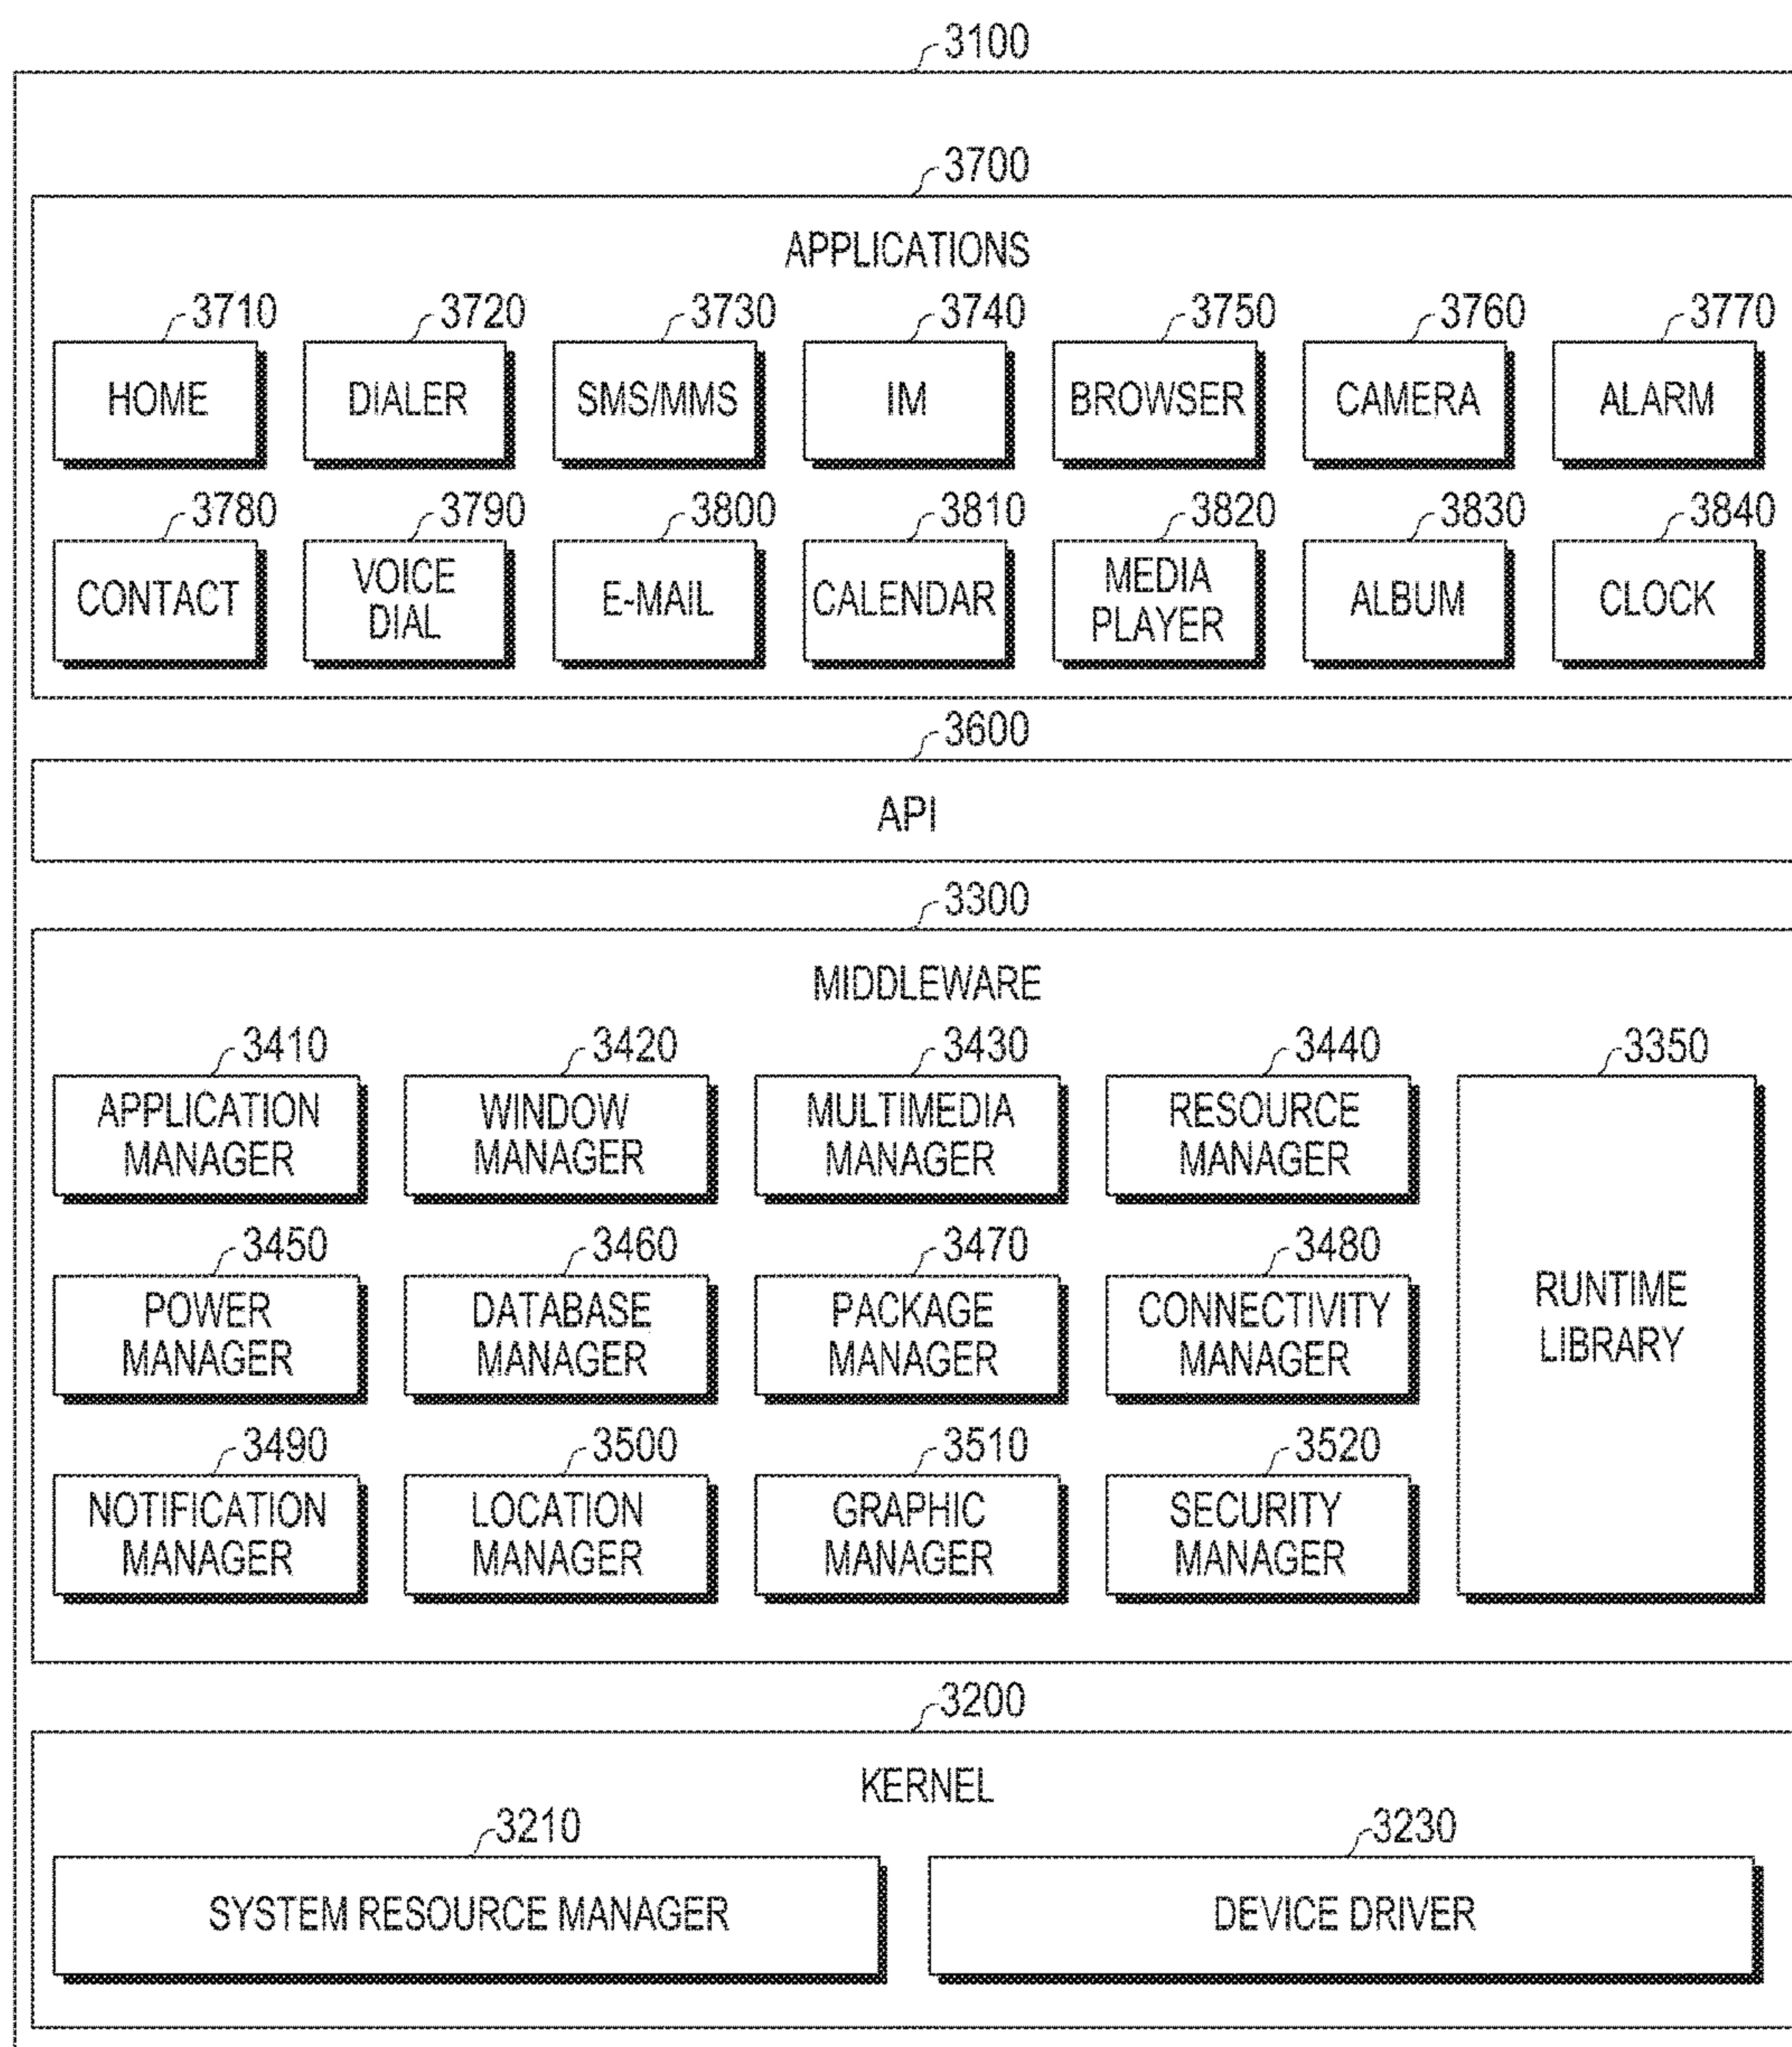 3100
3700
APPLICATIONS
3710 3720 3730 3740 3750 3760 3770
HOME DIALER SMS/MMS IM BROWSER CAMERA ALARM
3780 3790 3800 3810 3820 3830 3840
CONTACT VOICE DIAL E-MAIL CALENDAR MEDIA PLAYER ALBUM CLOCK
3600
API
3300
MIDDLEWARE
3410 3420 3430 3440 3350
APPLICATION MANAGER WINDOW MANAGER MULTIMEDIA MANAGER RESOURCE MANAGER
3450 3460 3470 3480
POWER MANAGER DATABASE MANAGER PACKAGE MANAGER CONNECTIVITY MANAGER RUNTIME LIBRARY
3490 3500 3510 3520
NOTIFICATION MANAGER LOCATION MANAGER GRAPHIC MANAGER SECURITY MANAGER
3200
KERNEL
3210 3230
SYSTEM RESOURCE MANAGER DEVICE DRIVER